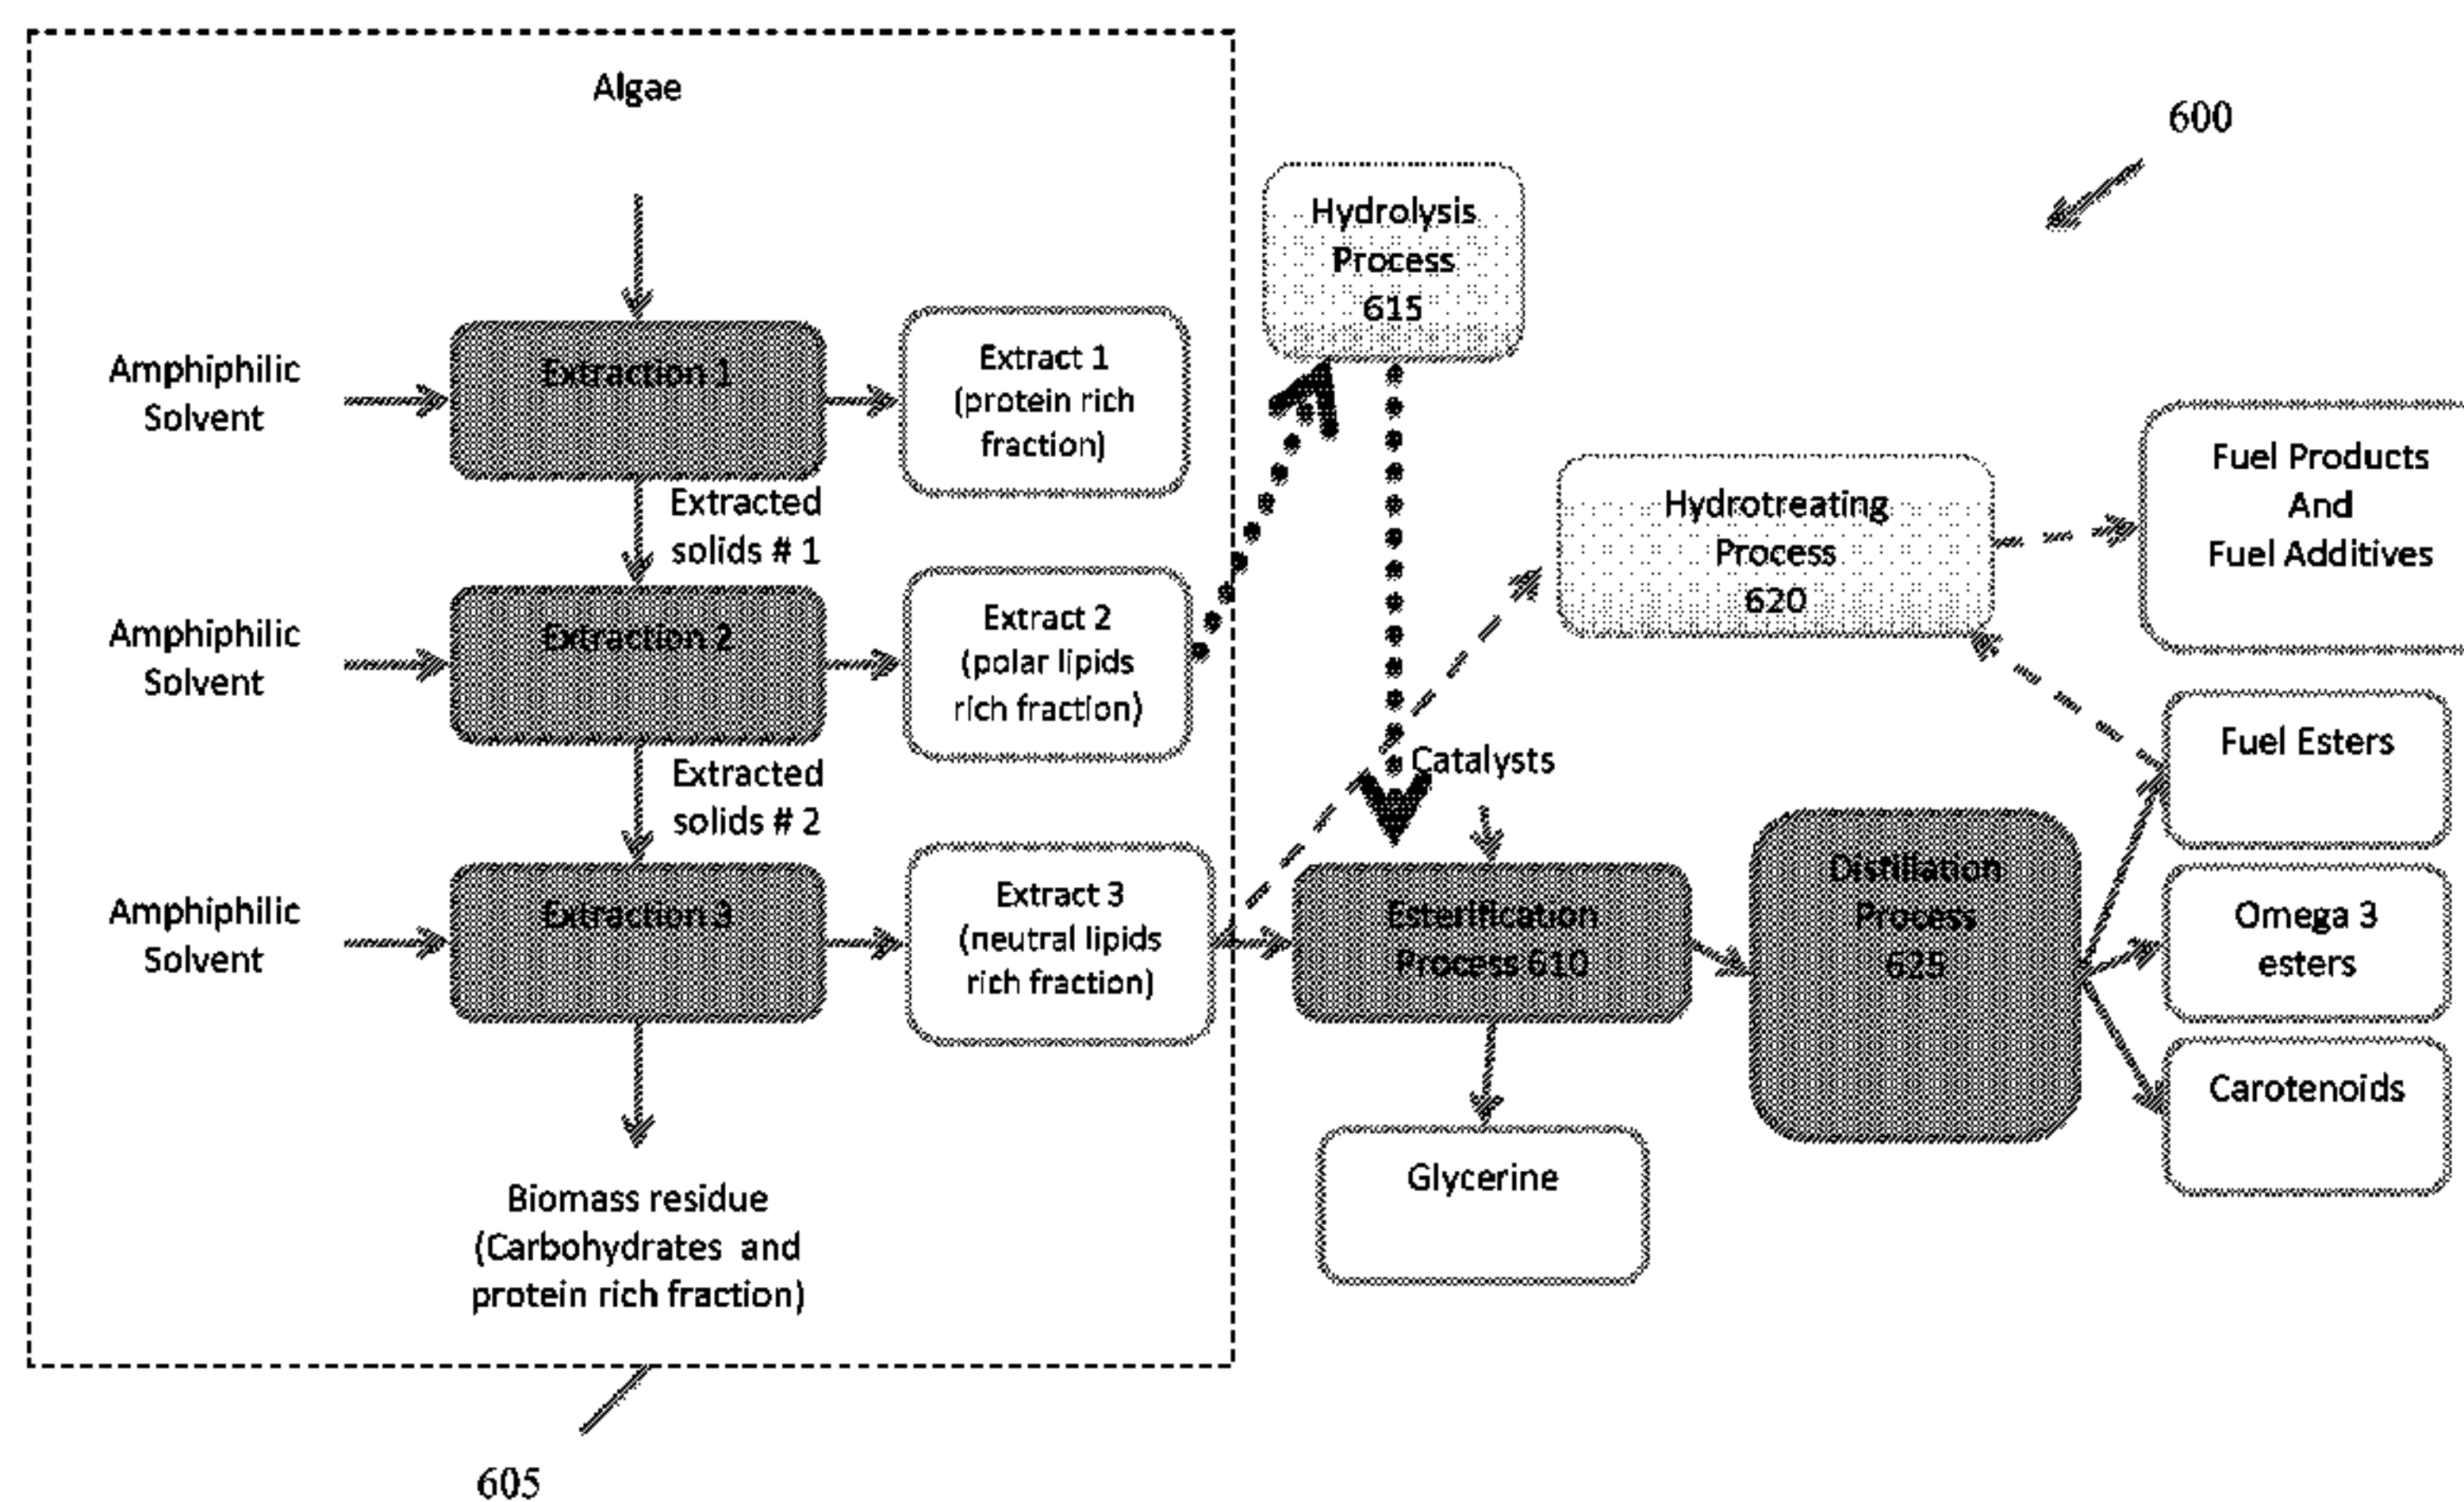 Algae
600
Hydrolysis
Process
615
Amphiphilic
Solvent
Extraction 1
Extract 1
(protein rich
fraction)
Extracted
solids # 1
Hydrotreating
Process
620
Fuel Products
And
Fuel Additives
Amphiphilic
Solvent
Extraction 2
Extract 2
(polar lipids
rich fraction)
Extracted
solids # 2
Catalysts
Fuel Esters
Amphiphilic
Solvent
Extraction 3
Extract 3
(neutral lipids
rich fraction)
Esterification
Process 610
Distillation
Process
625
Omega 3
esters
Carotenoids
Glycerine
Biomass residue
(Carbohydrates and
protein rich fraction)
605